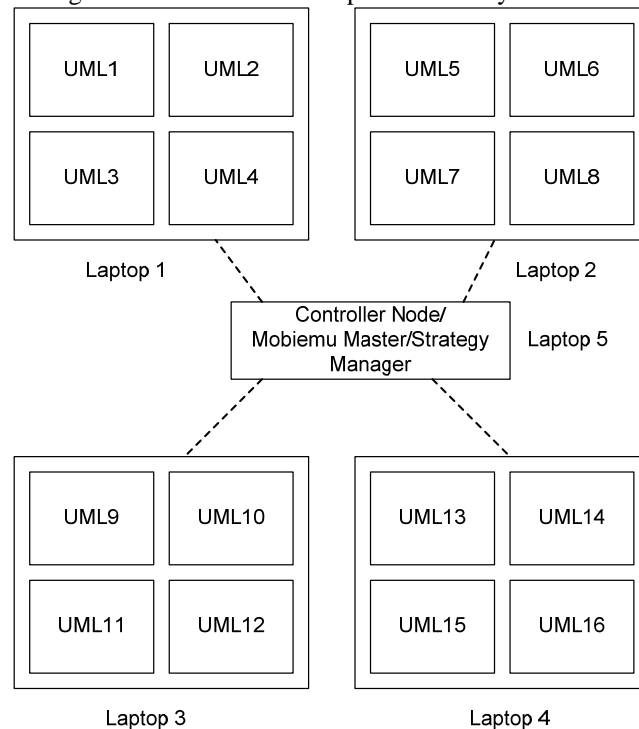 UML1 UML2 UML5 UML6
UML3 UML4 UML7 UML8
Laptop 1 Laptop 2
Controller Node/
Mobiemu Master/Strategy
Manager
Laptop 5
UML9 UML10 UML13 UML14
UML11 UML12 UML15 UML16
Laptop 3 Laptop 4